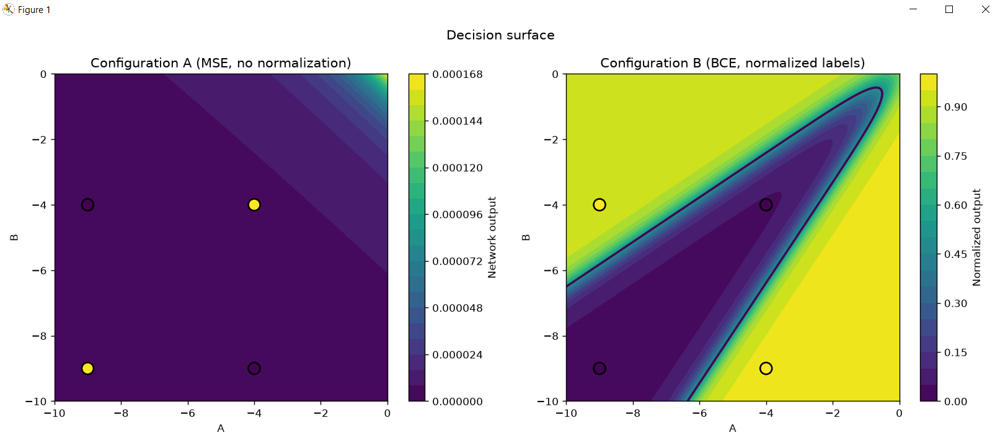 Figure 1
Decision surface
Configuration A (MSE, no normalization)
0
−2
−4
−6
−8
−10
B
−10 −8 −6 −4 −2 0
A
0.000168
0.000144
0.000120
0.000096
0.000072
0.000048
0.000024
0.000000
Network output
Configuration B (BCE, normalized labels)
0
−2
−4
−6
−8
−10
B
−10 −8 −6 −4 −2 0
A
0.90
0.75
0.60
0.45
0.30
0.15
0.00
Normalized output